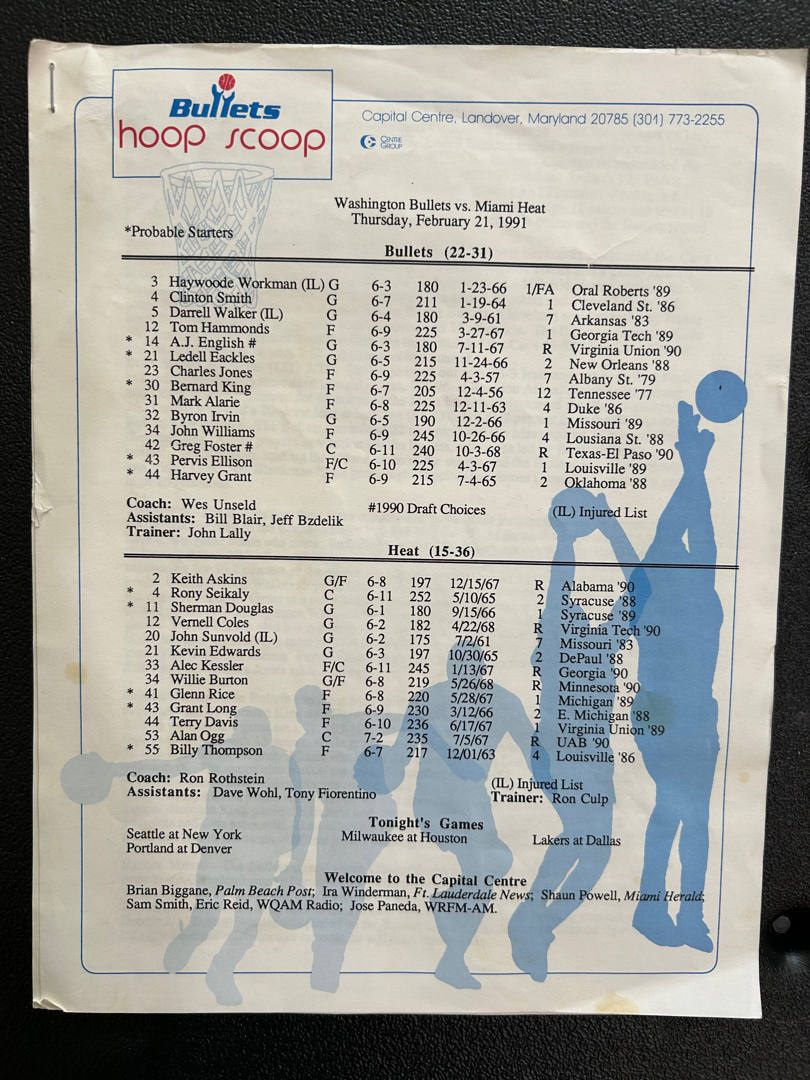 Bullets
hoop scoop
Capital Centre, Landover, Maryland 20785 (301) 773-2255
CENTRE GROUP
Washington Bullets vs. Miami Heat
Thursday, February 21, 1991
*Probable Starters
Bullets (22-31)
3 Haywoode Workman (IL) G 6-3 180 1-23-66 1/FA Oral Roberts '89
4 Clinton Smith G 6-7 211 1-19-64 1 Cleveland St. '86
5 Darrell Walker (IL) G 6-4 180 3-9-61 7 Arkansas '83
12 Tom Hammonds F 6-9 225 3-27-67 1 Georgia Tech '89
* 14 A.J. English # G 6-3 180 7-11-67 R Virginia Union '90
* 21 Ledell Eackles G 6-5 215 11-24-66 2 New Orleans '88
23 Charles Jones F 6-9 225 4-3-57 7 Albany St. '79
* 30 Bernard King F 6-7 205 12-4-56 12 Tennessee '77
31 Mark Alarie F 6-8 225 12-11-63 4 Duke '86
32 Byron Irvin G 6-5 190 12-2-66 1 Missouri '89
34 John Williams F 6-9 245 10-26-66 4 Lousiana St. '88
42 Greg Foster # C 6-11 240 10-3-68 R Texas-El Paso '90
* 43 Pervis Ellison F/C 6-10 225 4-3-67 1 Louisville '89
* 44 Harvey Grant F 6-9 215 7-4-65 2 Oklahoma '88
Coach: Wes Unseld #1990 Draft Choices (IL) Injured List
Assistants: Bill Blair, Jeff Bzdelik
Trainer: John Lally
Heat (15-36)
2 Keith Askins G/F 6-8 197 12/15/67 R Alabama '90
* 4 Rony Seikaly C 6-11 252 5/10/65 2 Syracuse '88
* 11 Sherman Douglas G 6-1 180 9/15/66 1 Syracuse '89
12 Vernell Coles G 6-2 182 4/22/68 R Virginia Tech '90
20 John Sunvold (IL) G 6-2 175 7/2/61 7 Missouri '83
21 Kevin Edwards G 6-3 197 10/30/65 2 DePaul '88
33 Alec Kessler F/C 6-11 245 1/13/67 R Georgia '90
34 Willie Burton G/F 6-8 219 5/26/68 R Minnesota '90
* 41 Glenn Rice F 6-8 220 5/28/67 1 Michigan '89
* 43 Grant Long F 6-9 230 3/12/66 2 E. Michigan '88
44 Terry Davis F 6-10 236 6/17/67 1 Virginia Union '89
53 Alan Ogg C 7-2 235 7/5/67 R UAB '90
* 55 Billy Thompson F 6-7 217 12/01/63 4 Louisville '86
Coach: Ron Rothstein (IL) Injured List
Assistants: Dave Wohl, Tony Fiorentino Trainer: Ron Culp
Tonight's Games
Seattle at New York Milwaukee at Houston Lakers at Dallas
Portland at Denver
Welcome to the Capital Centre
Brian Biggane, Palm Beach Post; Ira Winderman, Ft. Lauderdale News; Shaun Powell, Miami Herald;
Sam Smith, Eric Reid, WQAM Radio; Jose Paneda, WRFM-AM.